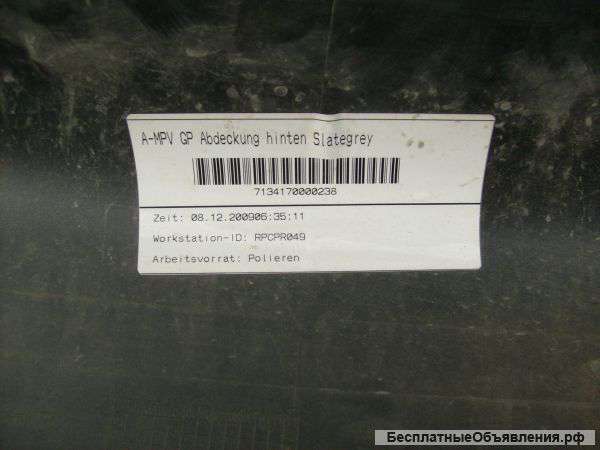 A-MPV GP Abdeckung hinten Slategrey
7134170000238
Zeit: 08.12.200906:35:11
Workstation-ID: RPCPR049
Arbeitsvorrat: Polieren
БесплатныеОбъявления.рф